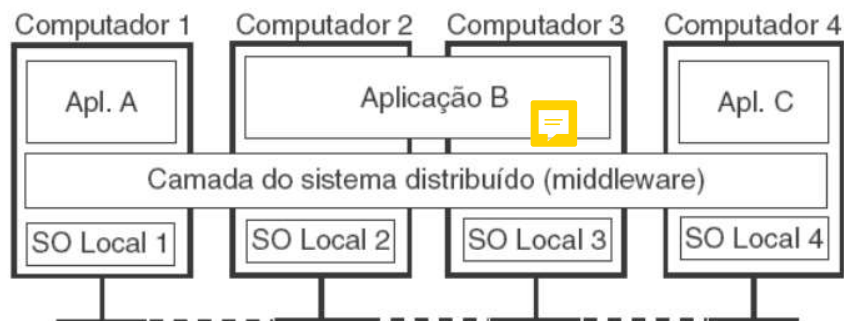 Computador 1 Computador 2 Computador 3 Computador 4
Apl. A Aplicação B Apl. C
Camada do sistema distribuído (middleware)
SO Local 1 SO Local 2 SO Local 3 SO Local 4